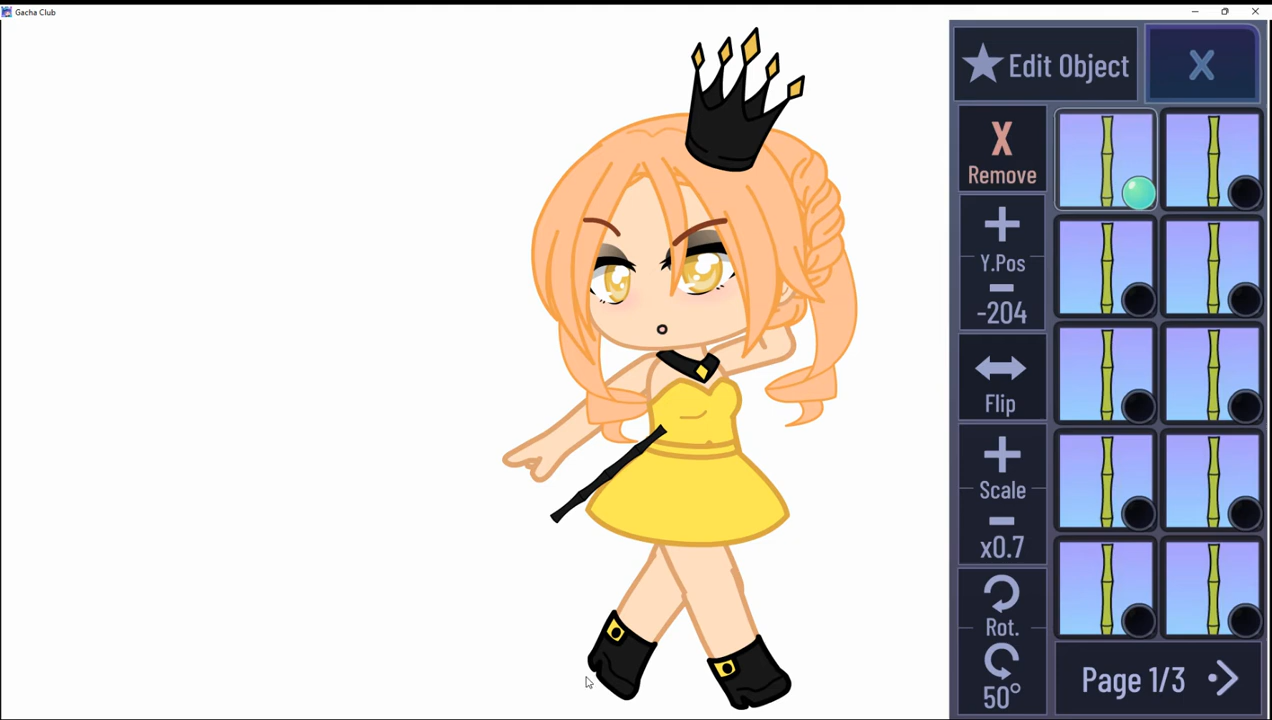 Gacha Club
Edit Object
X
X
Remove
Y.Pos
-204
Flip
Scale
x0.7
Rot.
50°
Page 1/3